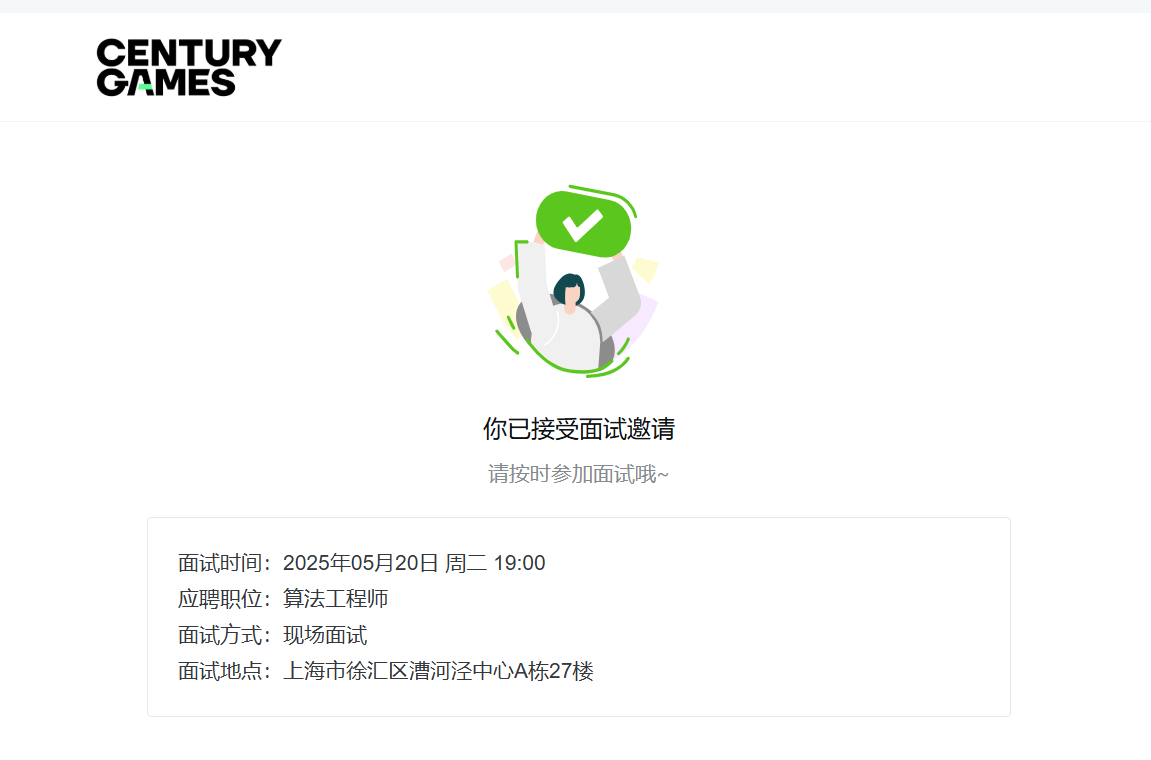 CENTURY
GAMES
你已接受面试邀请
请按时参加面试哦~
面试时间：2025年05月20日 周二 19:00
应聘职位：算法工程师
面试方式：现场面试
面试地点：上海市徐汇区漕河泾中心A栋27楼